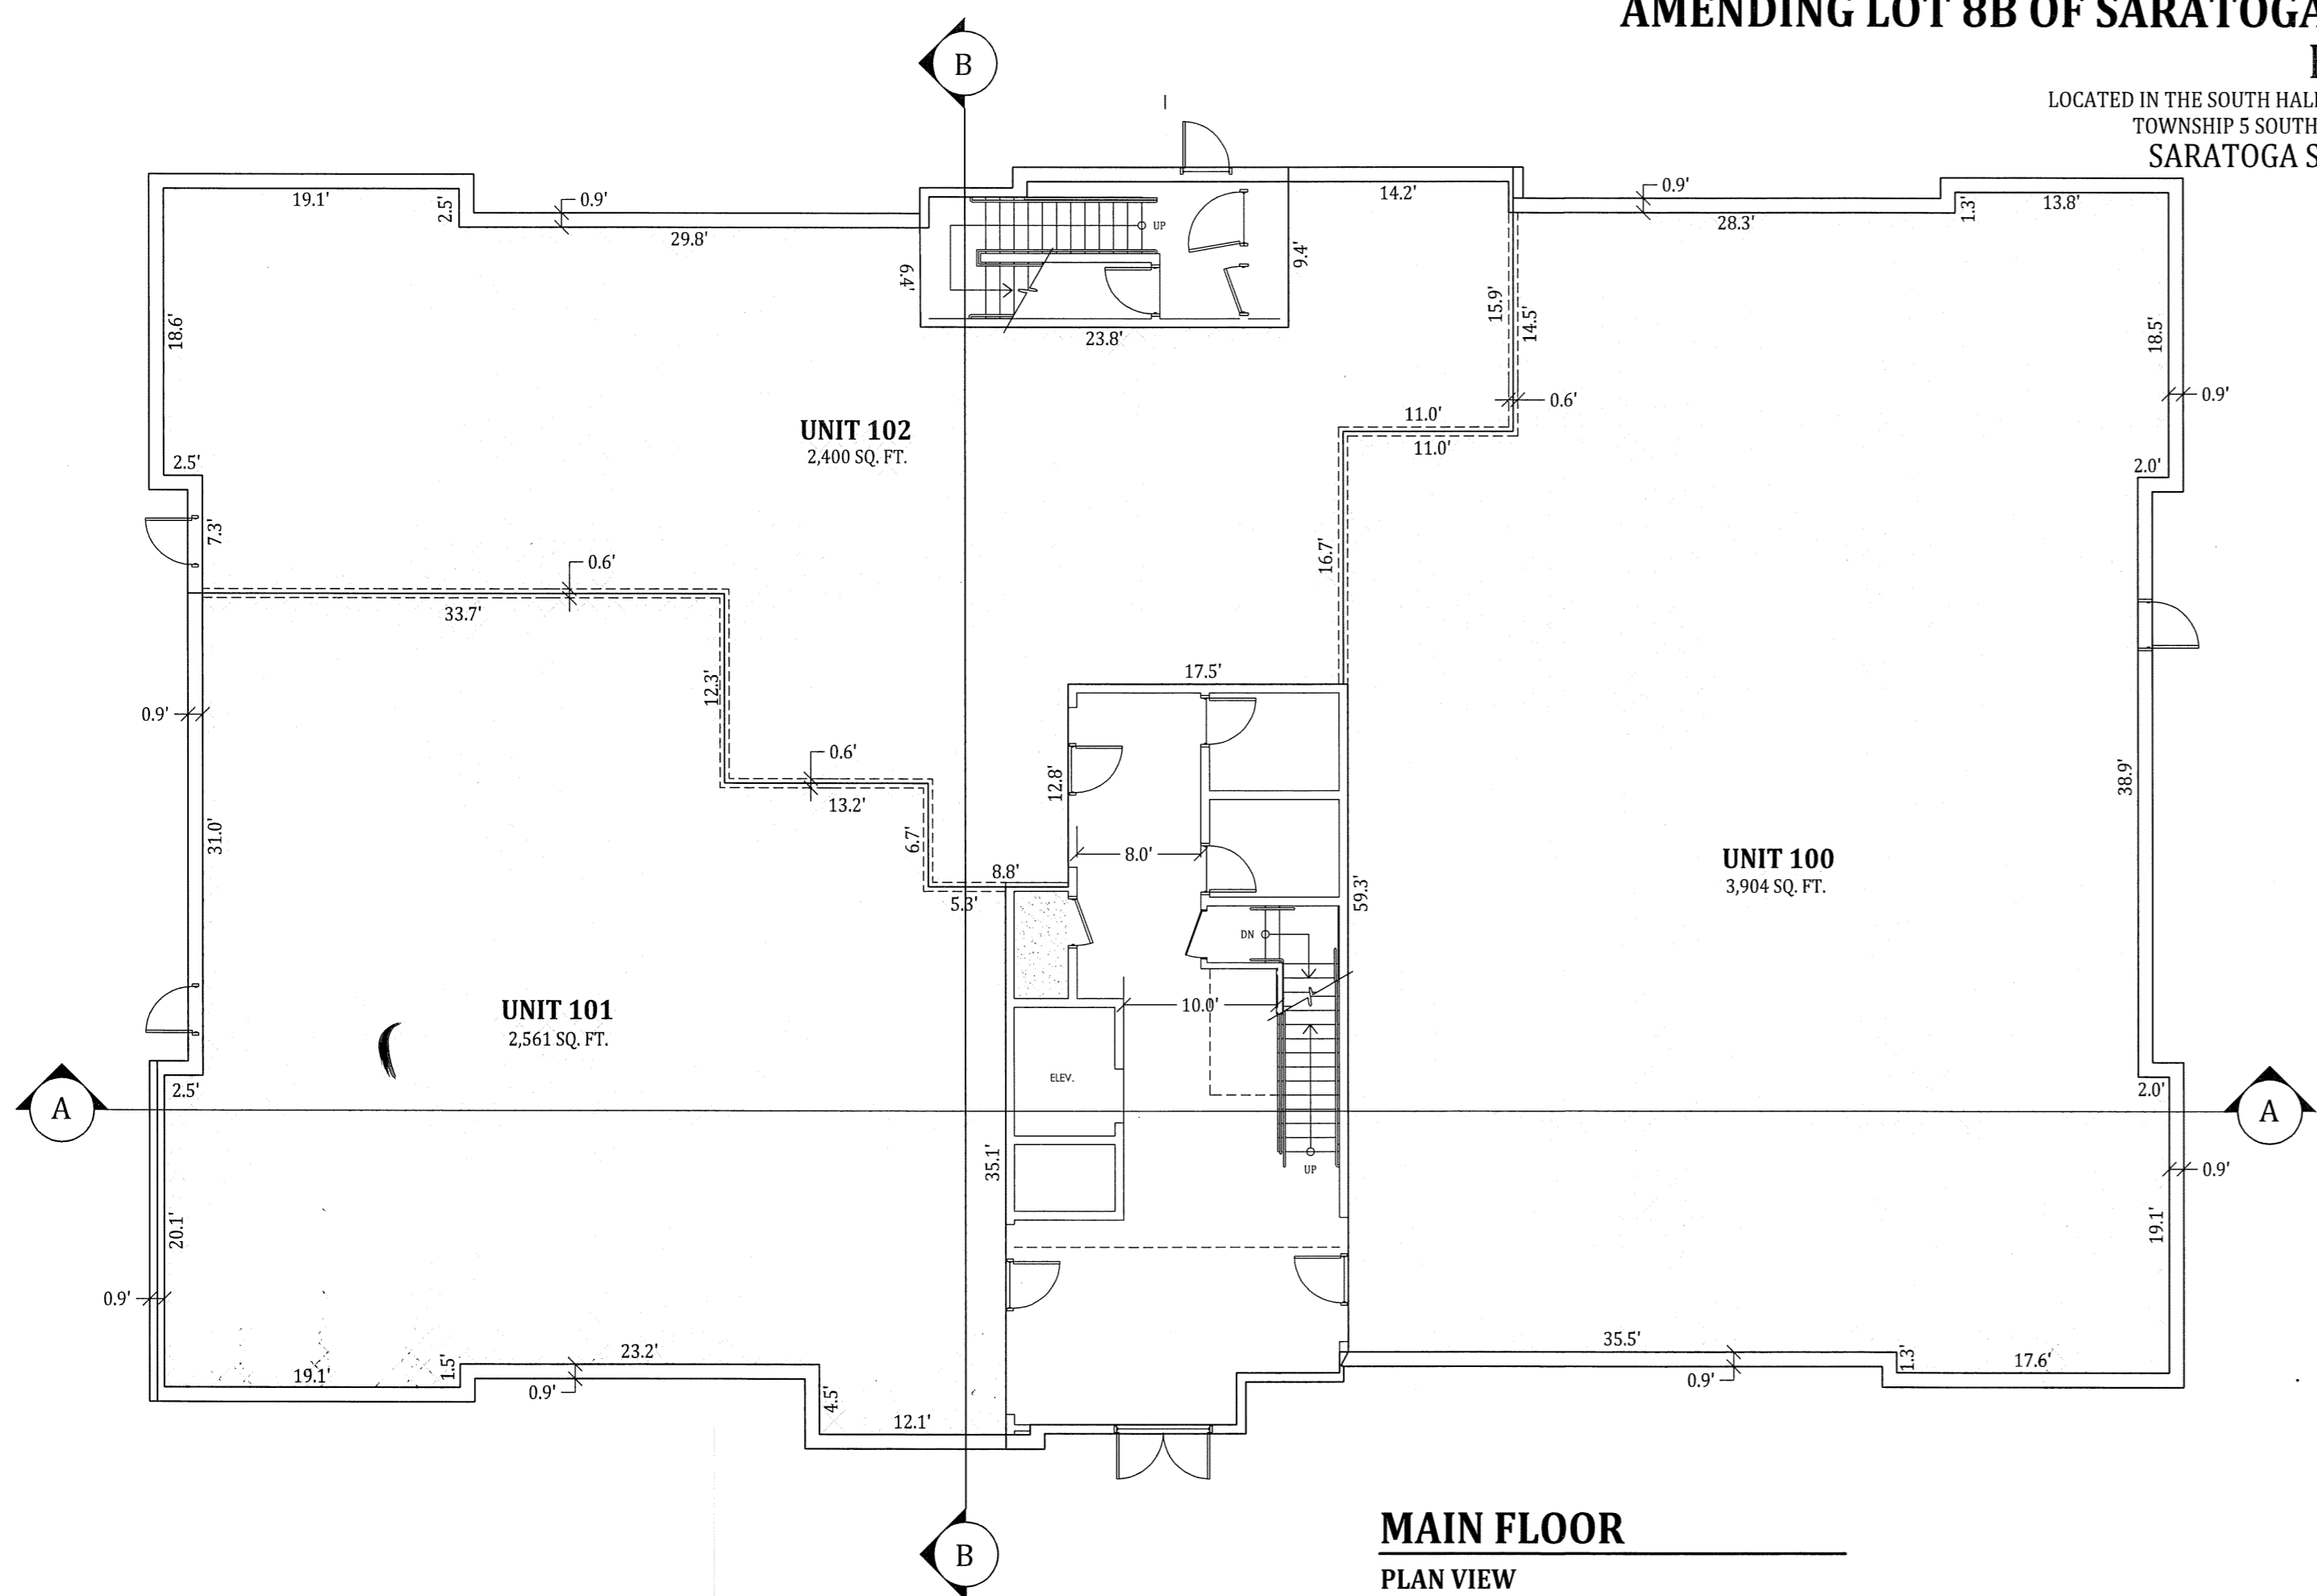 AMENDING LOT 8B OF SARATOGA
LOCATED IN THE SOUTH HALF
TOWNSHIP 5 SOUTH
SARATOGA S
B
19.1'
2.5'
0.9'
29.8'
UP
14.2'
9.4'
6.4'
23.8'
0.9'
28.3'
1.3'
13.8'
18.6'
15.9'
14.5'
18.5'
0.9'
0.6'
11.0'
11.0'
UNIT 102
2,400 SQ. FT.
2.5'
2.0'
7.3'
16.7'
0.6'
33.7'
12.3'
17.5'
0.9'
0.6'
13.2'
12.8'
38.9'
31.0'
6.7'
8.0'
8.8'
5.3'
59.3'
UNIT 100
3,904 SQ. FT.
DN
10.0'
UNIT 101
2,561 SQ. FT.
ELEV.
2.5'
2.0'
A
A
35.1'
UP
0.9'
20.1'
19.1'
0.9'
19.1'
1.5'
23.2'
0.9'
4.5'
12.1'
35.5'
0.9'
1.3'
17.6'
B
MAIN FLOOR
PLAN VIEW